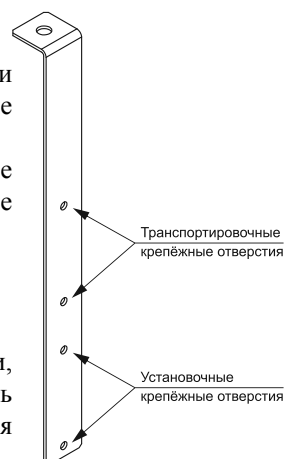 и
е
е
е
Транспортировочные
крепёжные отверстия
и,
Установочные
ь
крепёжные отверстия
я